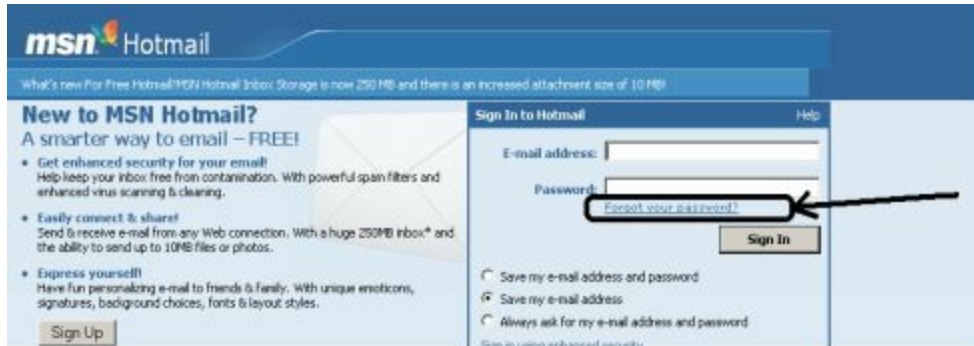 msn Hotmail
What's new For Free Hotmail?MSN Hotmail Inbox Storage is now 250 MB and there is an increased attachment size of 10 MB!
New to MSN Hotmail?
A smarter way to email – FREE!
• Get enhanced security for your email!
Help keep your inbox free from contamination. With powerful spam filters and
enhanced virus scanning & cleaning.
• Easily connect & share!
Send & receive e-mail from any Web connection. With a huge 250MB inbox* and
the ability to send up to 10MB files or photos.
• Express yourself!
Have fun personalizing e-mail to friends & family. With unique emoticons,
signatures, background choices, fonts & layout styles.
Sign Up
Sign In to Hotmail Help
E-mail address:
Password:
Forgot your password?
Sign In
Save my e-mail address and password
Save my e-mail address
Always ask for my e-mail address and password
Sign in using enhanced security